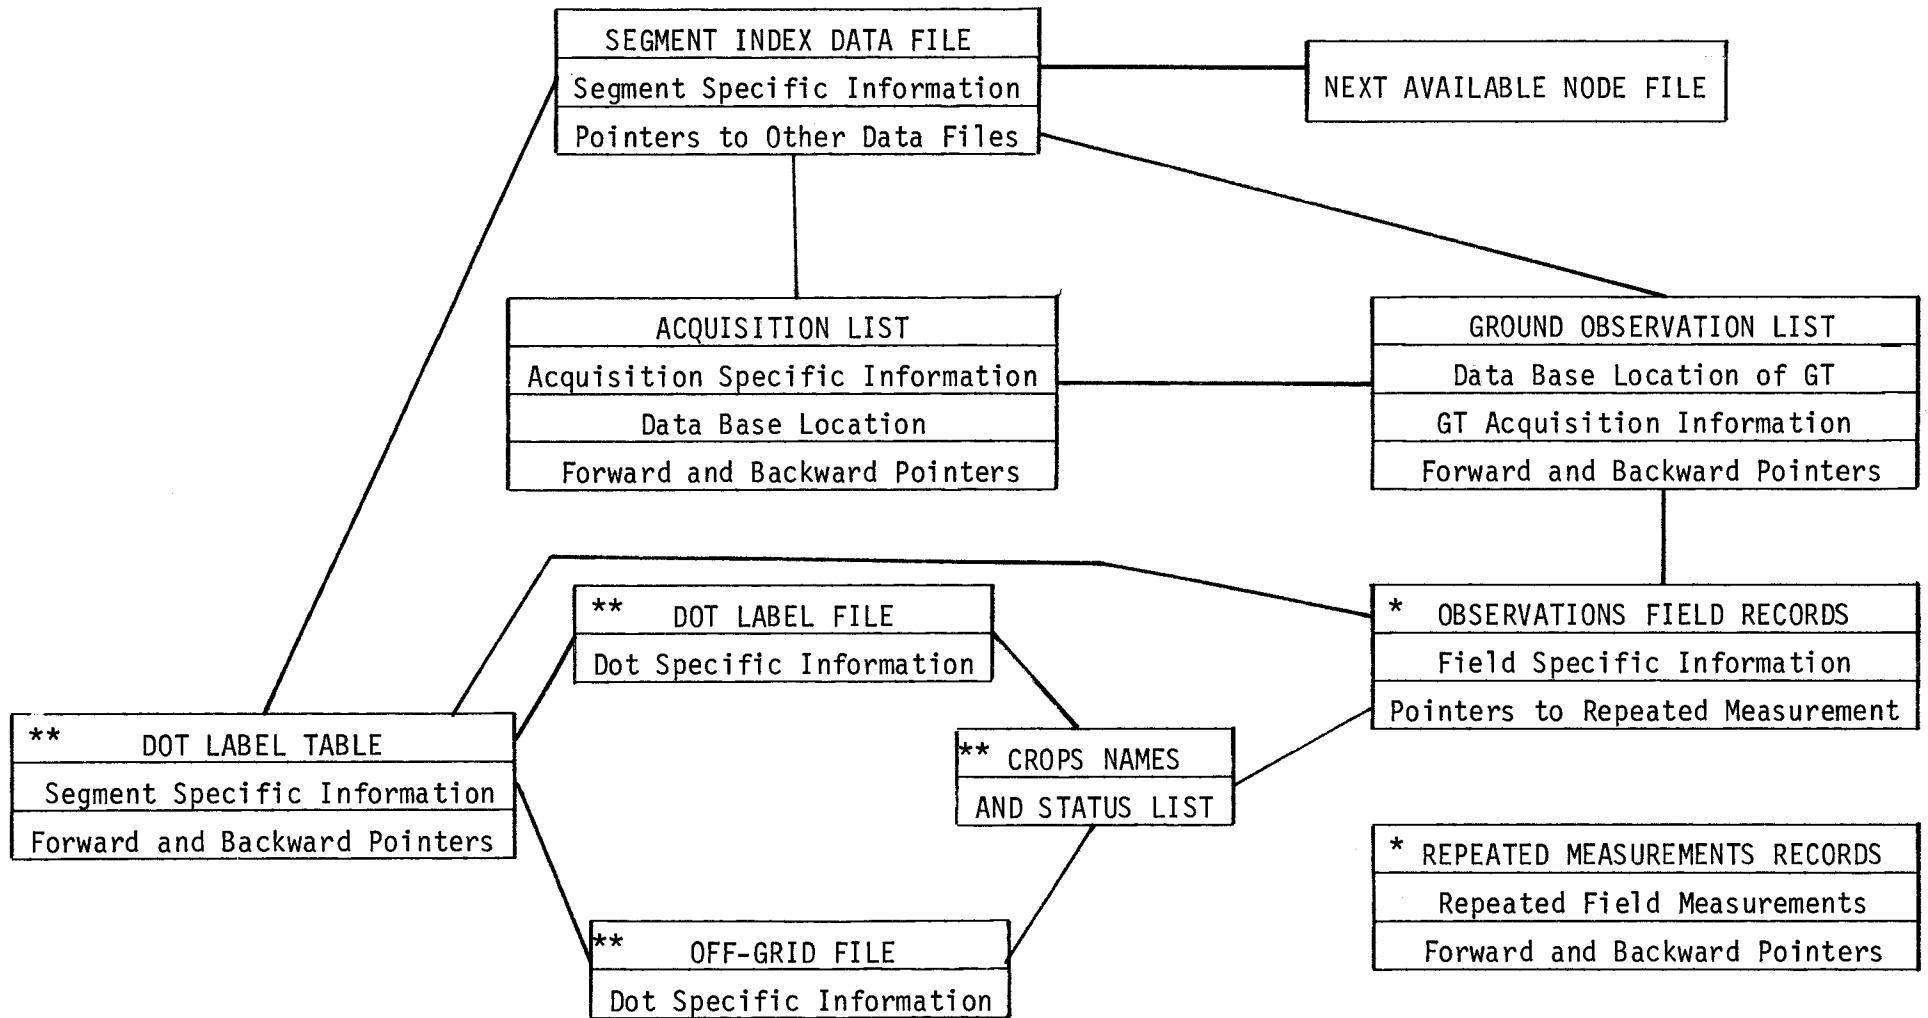 SEGMENT INDEX DATA FILE
Segment Specific Information
Pointers to Other Data Files
NEXT AVAILABLE NODE FILE
ACQUISITION LIST
Acquisition Specific Information
Data Base Location
Forward and Backward Pointers
GROUND OBSERVATION LIST
Data Base Location of GT
GT Acquisition Information
Forward and Backward Pointers
** DOT LABEL FILE
Dot Specific Information
* OBSERVATIONS FIELD RECORDS
Field Specific Information
Pointers to Repeated Measurement
** DOT LABEL TABLE
Segment Specific Information
Forward and Backward Pointers
** CROPS NAMES
AND STATUS LIST
* REPEATED MEASUREMENTS RECORDS
Repeated Field Measurements
Forward and Backward Pointers
** OFF-GRID FILE
Dot Specific Information